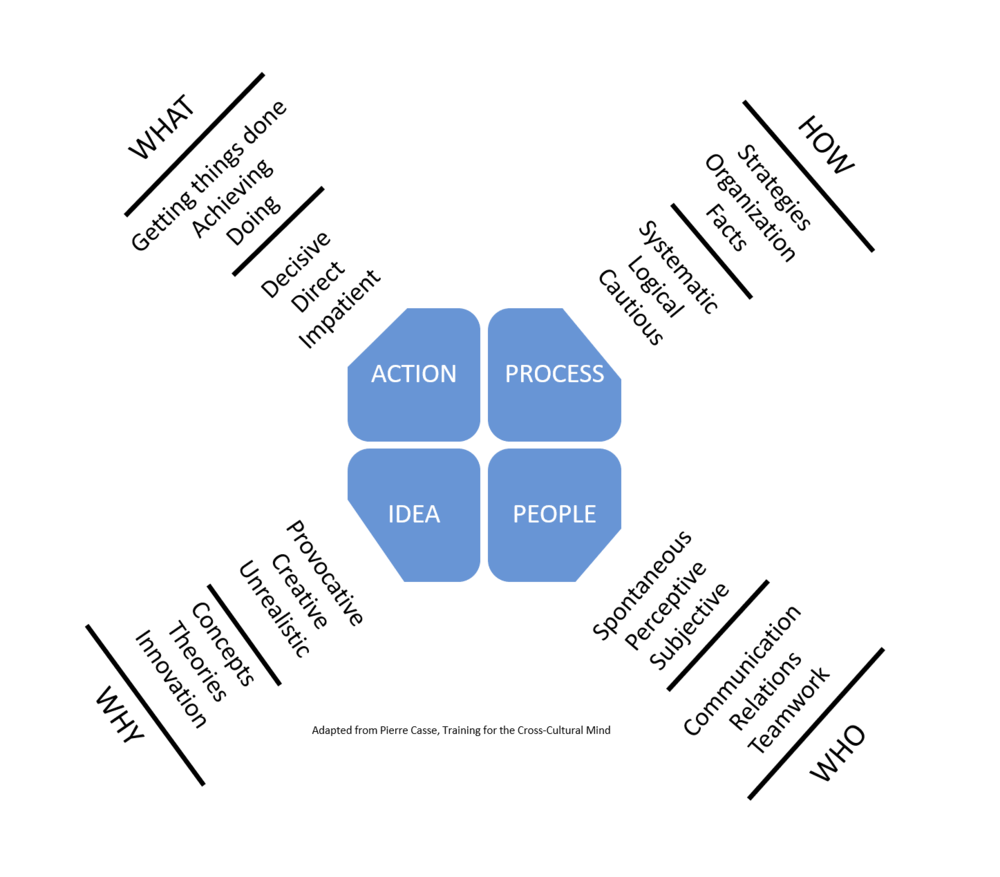 WHAT
Getting things done
Achieving
Doing
Decisive
Direct
Impatient
HOW
Strategies
Organization
Facts
Systematic
Logical
Cautious
ACTION
PROCESS
IDEA
PEOPLE
Provocative
Creative
Unrealistic
Concepts
Theories
Innovation
WHY
Spontaneous
Perceptive
Subjective
Communication
Relations
Teamwork
WHO
Adapted from Pierre Casse, Training for the Cross-Cultural Mind